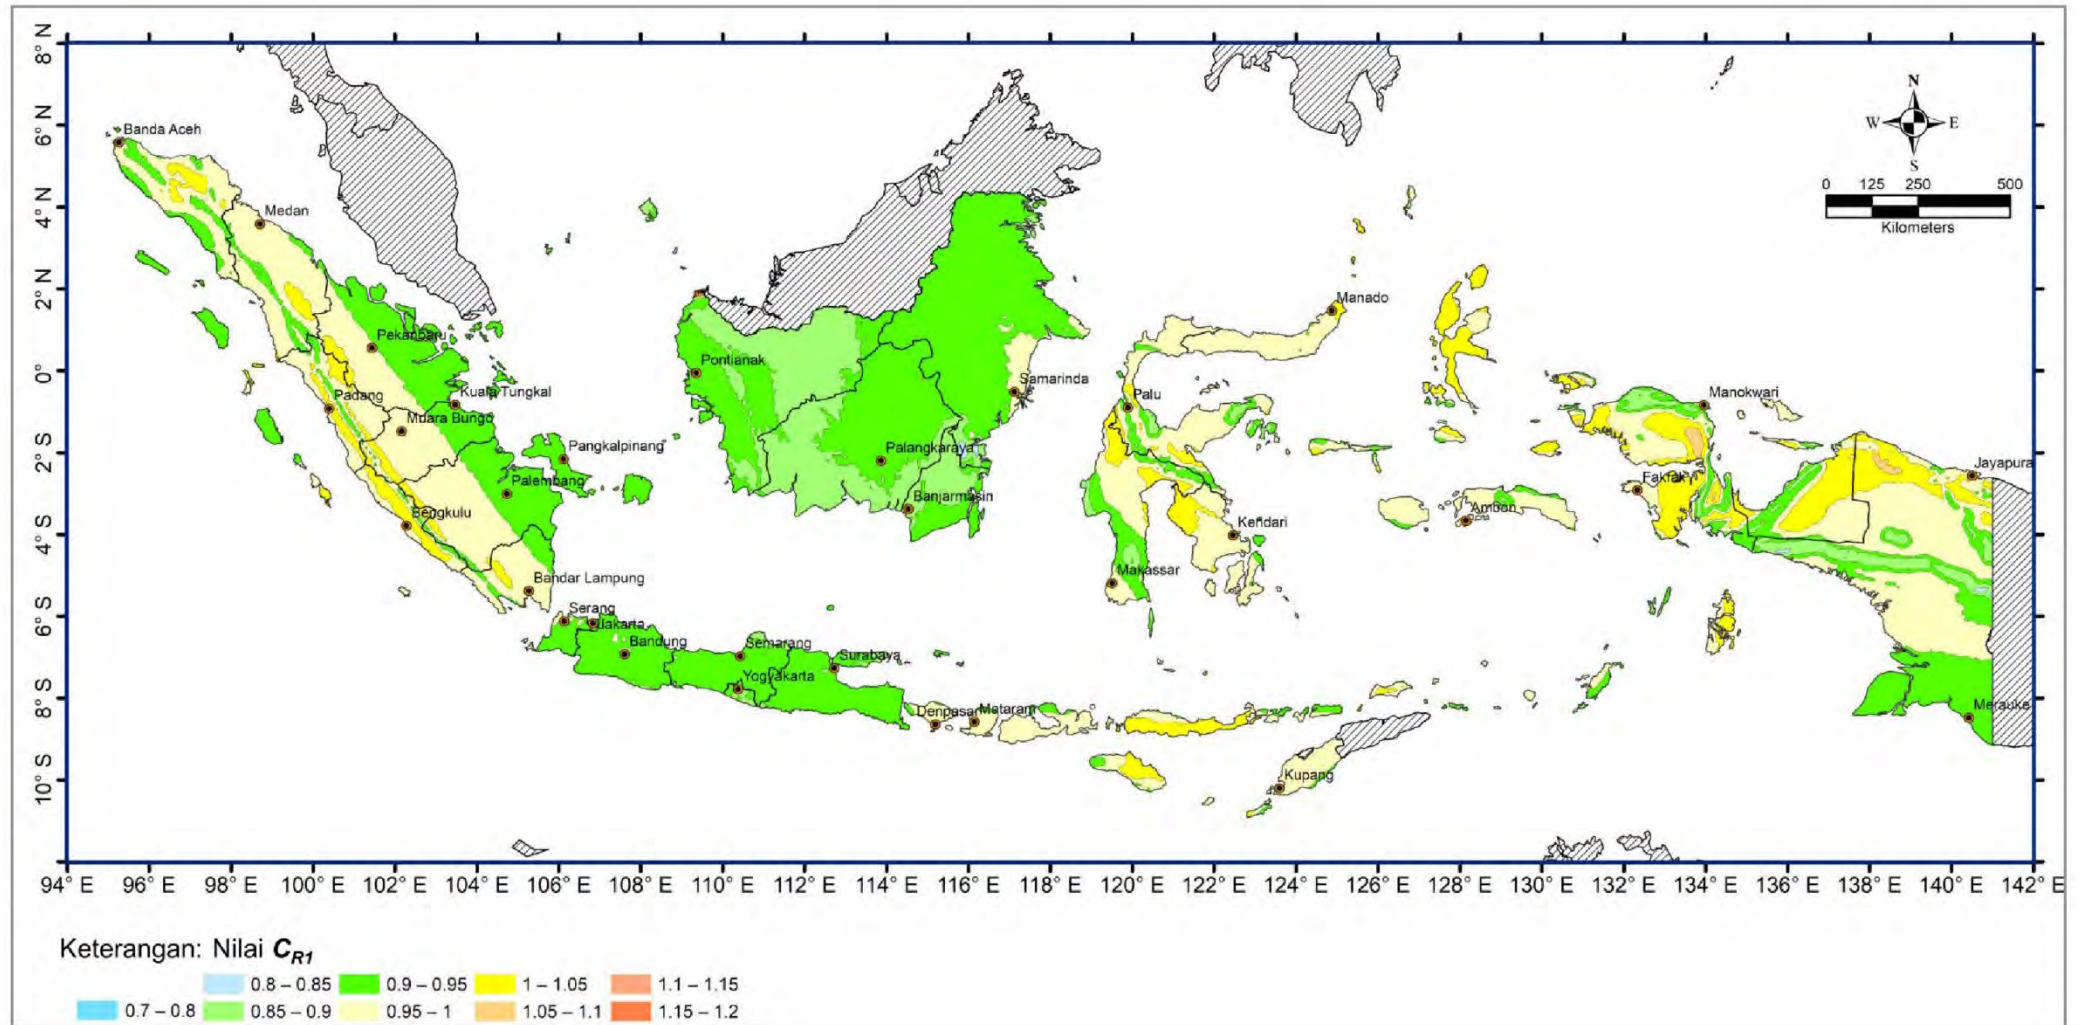 8° N
6° N
4° N
2° N
0°
2° S
4° S
6° S
8° S
10° S
N
W
E
S
0 125 250 500
Kilometers
Banda Aceh
Medan
Pekanbaru
Kuala Tungkal
Padang
Muara Bungo
Pangkalpinang
Palembang
Bengkulu
Bandar Lampung
Serang
Jakarta
Bandung
Semarang
Yogyakarta
Surabaya
Denpasar
Mataram
Kupang
Pontianak
Samarinda
Palangkaraya
Banjarmasin
Manado
Palu
Kendari
Makassar
Ambon
Manokwari
Fakfak
Jayapura
Merauke
94° E 96° E 98° E 100° E 102° E 104° E 106° E 108° E 110° E 112° E 114° E 116° E 118° E 120° E 122° E 124° E 126° E 128° E 130° E 132° E 134° E 136° E 138° E 140° E 142° E
Keterangan: Nilai CR1
0.8 – 0.85 0.9 – 0.95 1 – 1.05 1.1 – 1.15
0.7 – 0.8 0.85 – 0.9 0.95 – 1 1.05 – 1.1 1.15 – 1.2